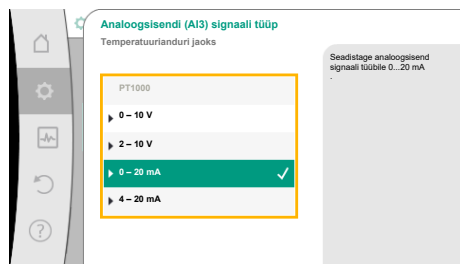 Analoogsisendi (AI3) signaali tüüp
Temperatuurianduri jaoks
Seadistage analoogsisend
signaali tüübile 0...20 mA
.
PT1000
0 – 10 V
2 – 10 V
0 – 20 mA
4 – 20 mA
?